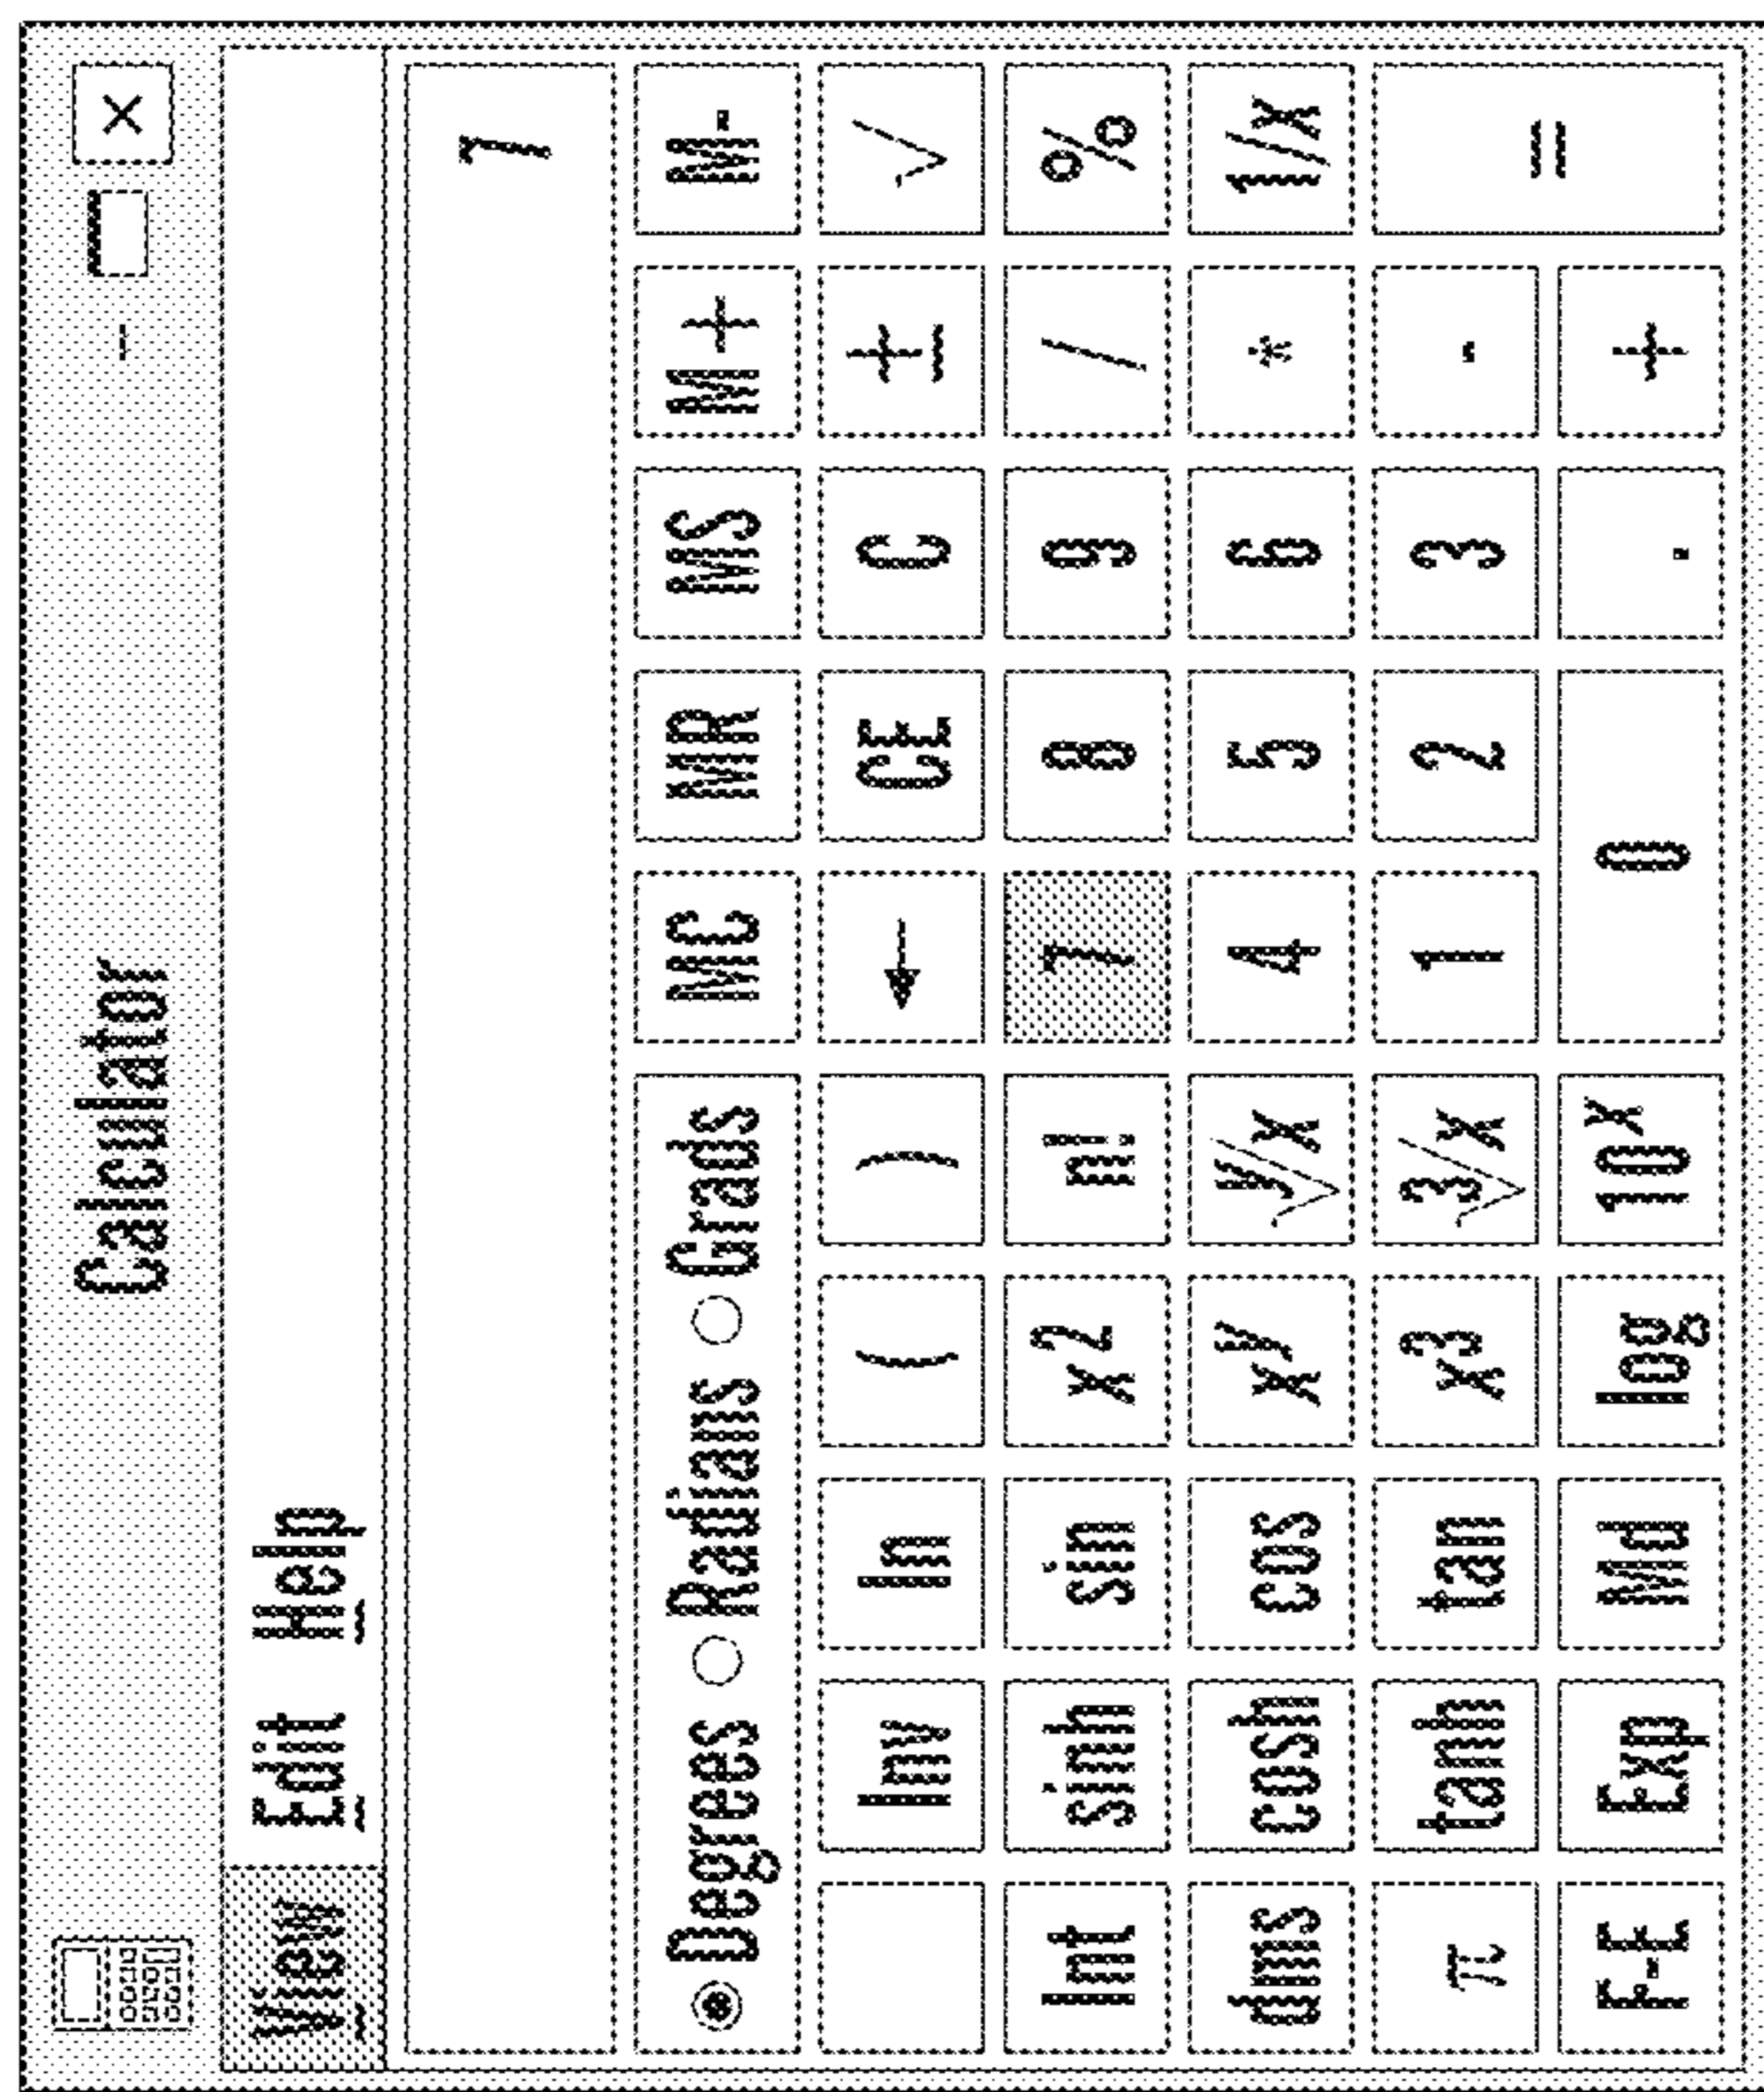 Calculator - X
View Edit Help
7
Degrees Radians Grads MC MR MS M+ M-
Inv ln ( ) ← CE C ± √
Int sinh sin x² n! 7 8 9 / %
dms cosh cos xʸ ʸ√x 4 5 6 * 1/x
π tanh tan x³ ³√x 1 2 3 - =
F-E Exp Md log 10ˣ 0 . +